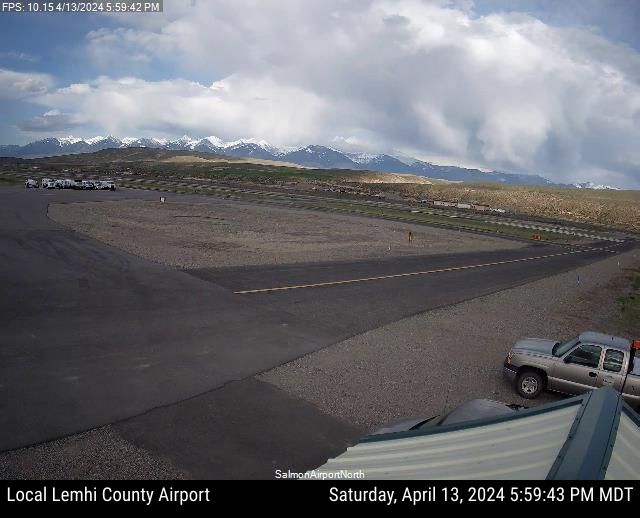 FPS: 10.15 4/13/2024 5:59:42 PM
SalmonAirportNorth
Local Lemhi County Airport Saturday, April 13, 2024 5:59:43 PM MDT